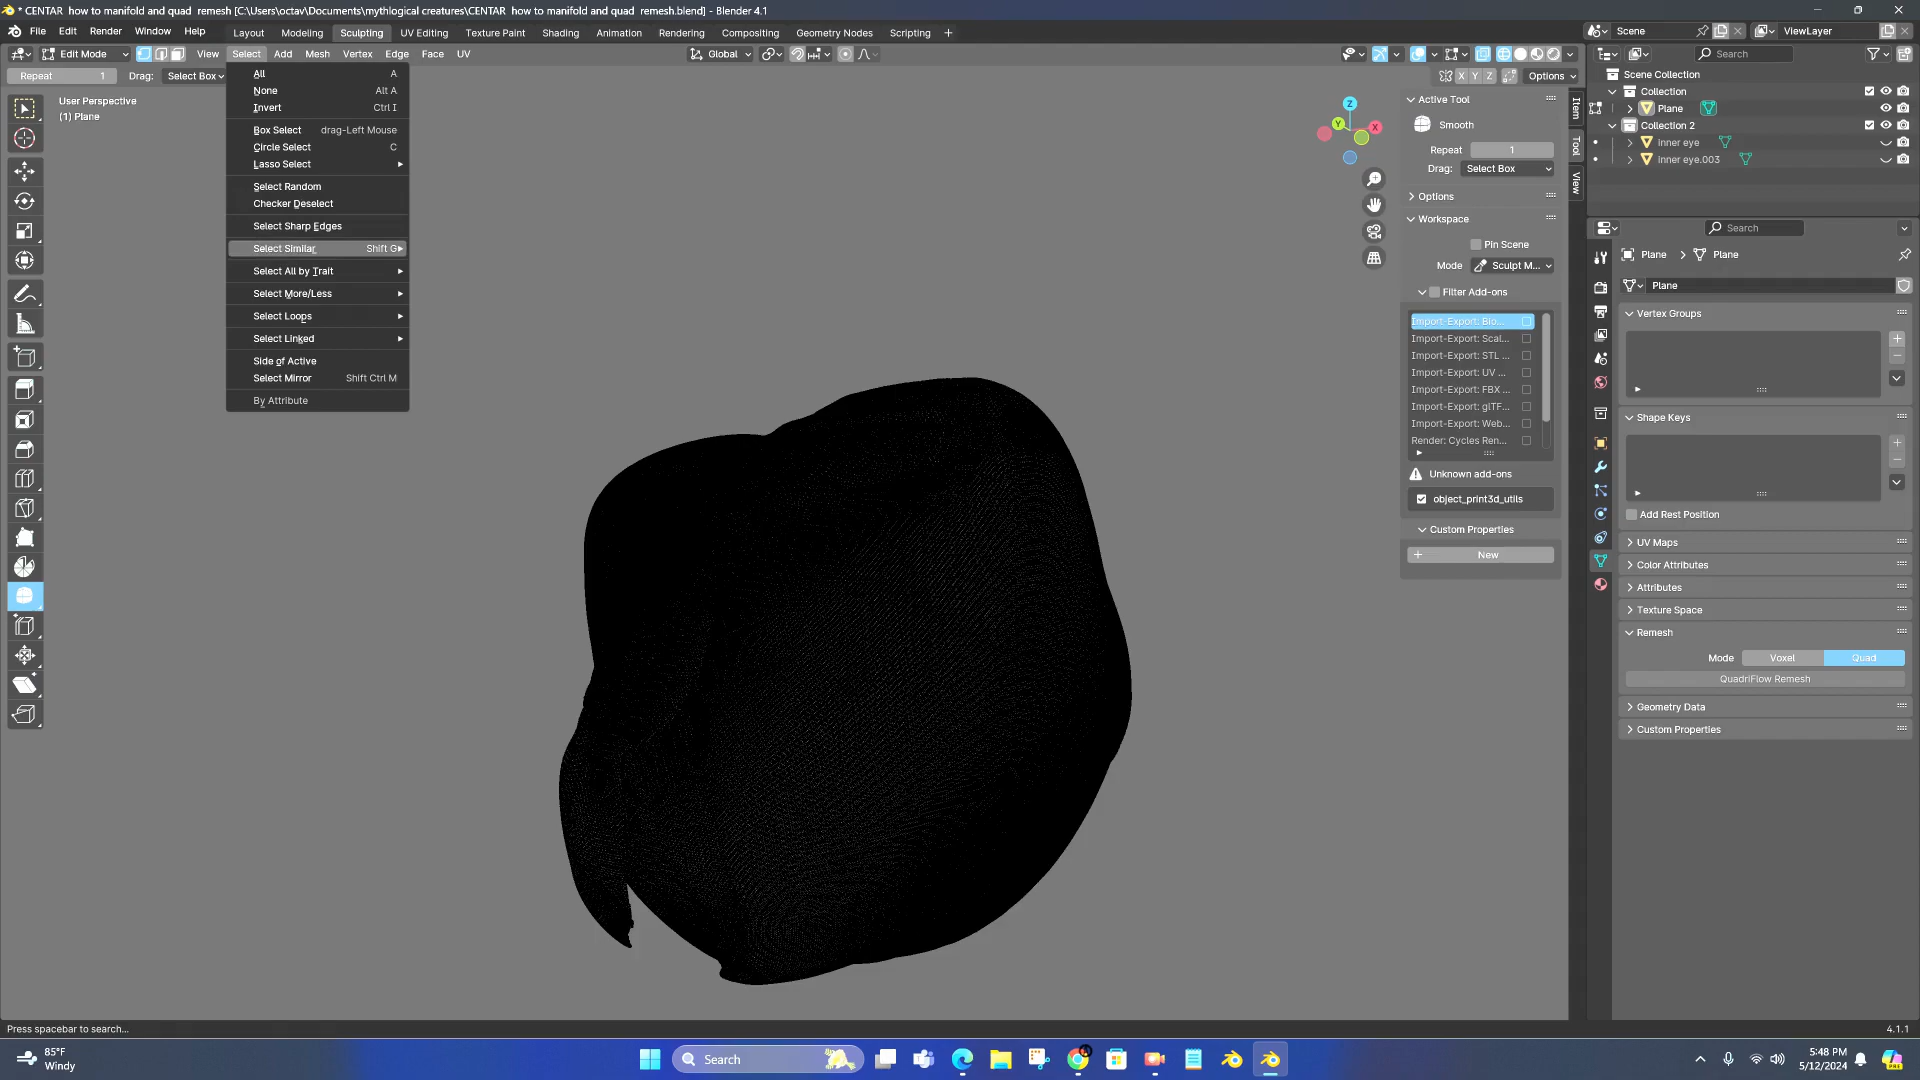 * CENTAR how to manifold and quad remesh [C:\Users\octav\Documents\mythlogical creatures\CENTAR how to manifold and quad remesh.blend] - Blender 4.1
File Edit Render Window Help Layout Modeling Sculpting UV Editing Texture Paint Shading Animation Rendering Compositing Geometry Nodes Scripting + Scene ViewLayer
Edit Mode View Select Add Mesh Vertex Edge Face UV Global Search
Repeat 1 Drag: Select Box X Y Z Options
User Perspective
(1) Plane
All A
None Alt A
Invert Ctrl I
Box Select drag-Left Mouse
Circle Select C
Lasso Select
Select Random
Checker Deselect
Select Sharp Edges
Select Similar Shift G
Select All by Trait
Select More/Less
Select Loops
Select Linked
Side of Active
Select Mirror Shift Ctrl M
By Attribute
Z
Y X
Active Tool
Smooth
Repeat 1
Drag: Select Box
Options
Workspace
Pin Scene
Mode Sculpt M...
Filter Add-ons
Import-Export: Bio...
Import-Export: Scal...
Import-Export: STL ...
Import-Export: UV ...
Import-Export: FBX ...
Import-Export: glTF...
Import-Export: Web...
Render: Cycles Ren...
Unknown add-ons
object_print3d_utils
Custom Properties
+ New
Item
Tool
View
Scene Collection
Collection
Plane
Collection 2
Inner eye
Inner eye.003
Search
Plane > Plane
Plane
Vertex Groups
Shape Keys
Add Rest Position
UV Maps
Color Attributes
Attributes
Texture Space
Remesh
Mode Voxel Quad
QuadriFlow Remesh
Geometry Data
Custom Properties
Press spacebar to search... 4.1.1
85°F
Windy
Search
5:48 PM
5/12/2024
PRE